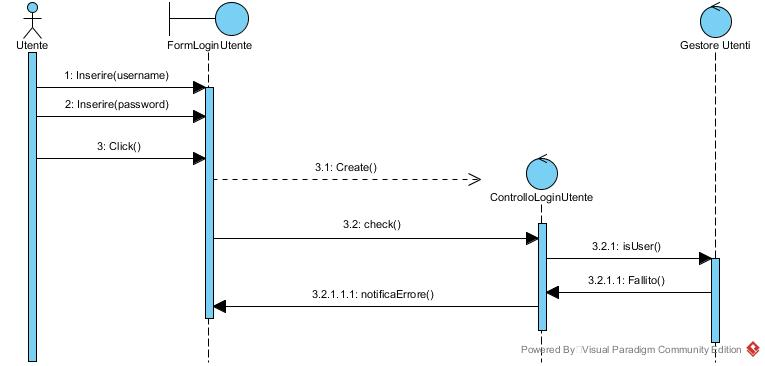 Utente
FormLoginUtente
Gestore Utenti
1: Inserire(username)
2: Inserire(password)
3: Click()
3.1: Create()
ControlloLoginUtente
3.2: check()
3.2.1: isUser()
3.2.1.1: Fallito()
3.2.1.1.1: notificaErrore()
Powered By Visual Paradigm Community Edition